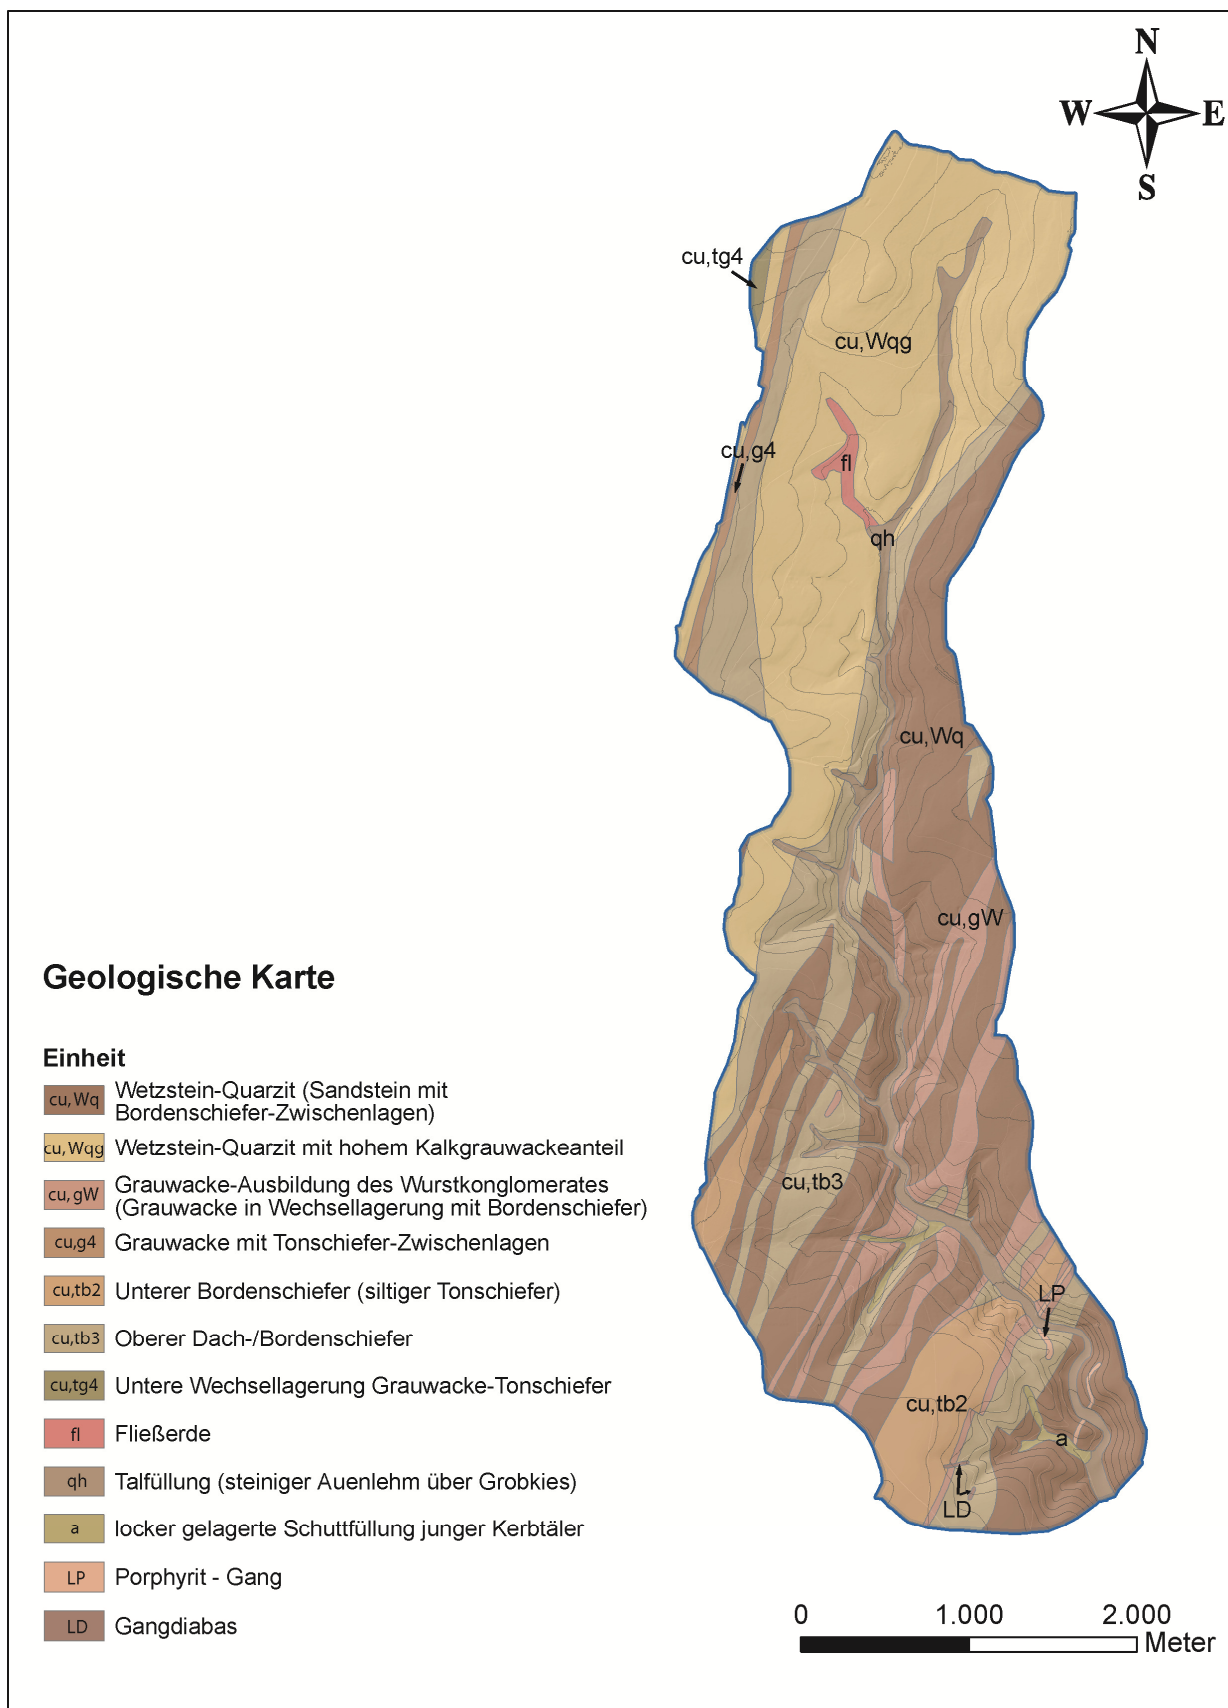 N
W
E
S
cu,tg4
cu,Wqg
cu,g4
fl
qh
cu,Wq
cu,gW
cu,tb3
LP
cu,tb2
a
LD
Geologische Karte
Einheit
cu,Wq Wetzstein-Quarzit (Sandstein mit
Bordenschiefer-Zwischenlagen)
cu,Wqg Wetzstein-Quarzit mit hohem Kalkgrauwackeanteil
cu,gW Grauwacke-Ausbildung des Wurstkonglomerates
(Grauwacke in Wechsellagerung mit Bordenschiefer)
cu,g4 Grauwacke mit Tonschiefer-Zwischenlagen
cu,tb2 Unterer Bordenschiefer (siltiger Tonschiefer)
cu,tb3 Oberer Dach-/Bordenschiefer
cu,tg4 Untere Wechsellagerung Grauwacke-Tonschiefer
fl Fließerde
qh Talfüllung (steiniger Auenlehm über Grobkies)
a locker gelagerte Schuttfüllung junger Kerbtäler
LP Porphyrit - Gang
LD Gangdiabas
0 1.000 2.000
Meter